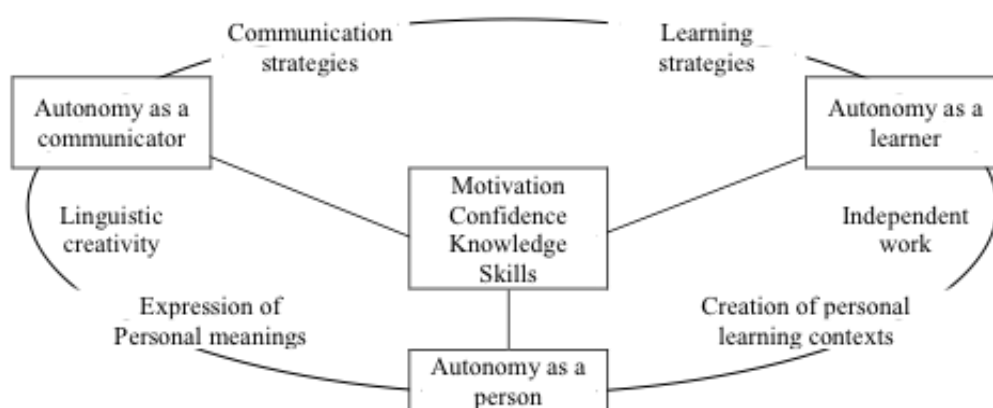 Communication
strategies
Learning
strategies
Autonomy as a
communicator
Autonomy as a
learner
Motivation
Confidence
Knowledge
Skills
Linguistic
creativity
Independent
work
Expression of
Personal meanings
Creation of personal
learning contexts
Autonomy as a
person